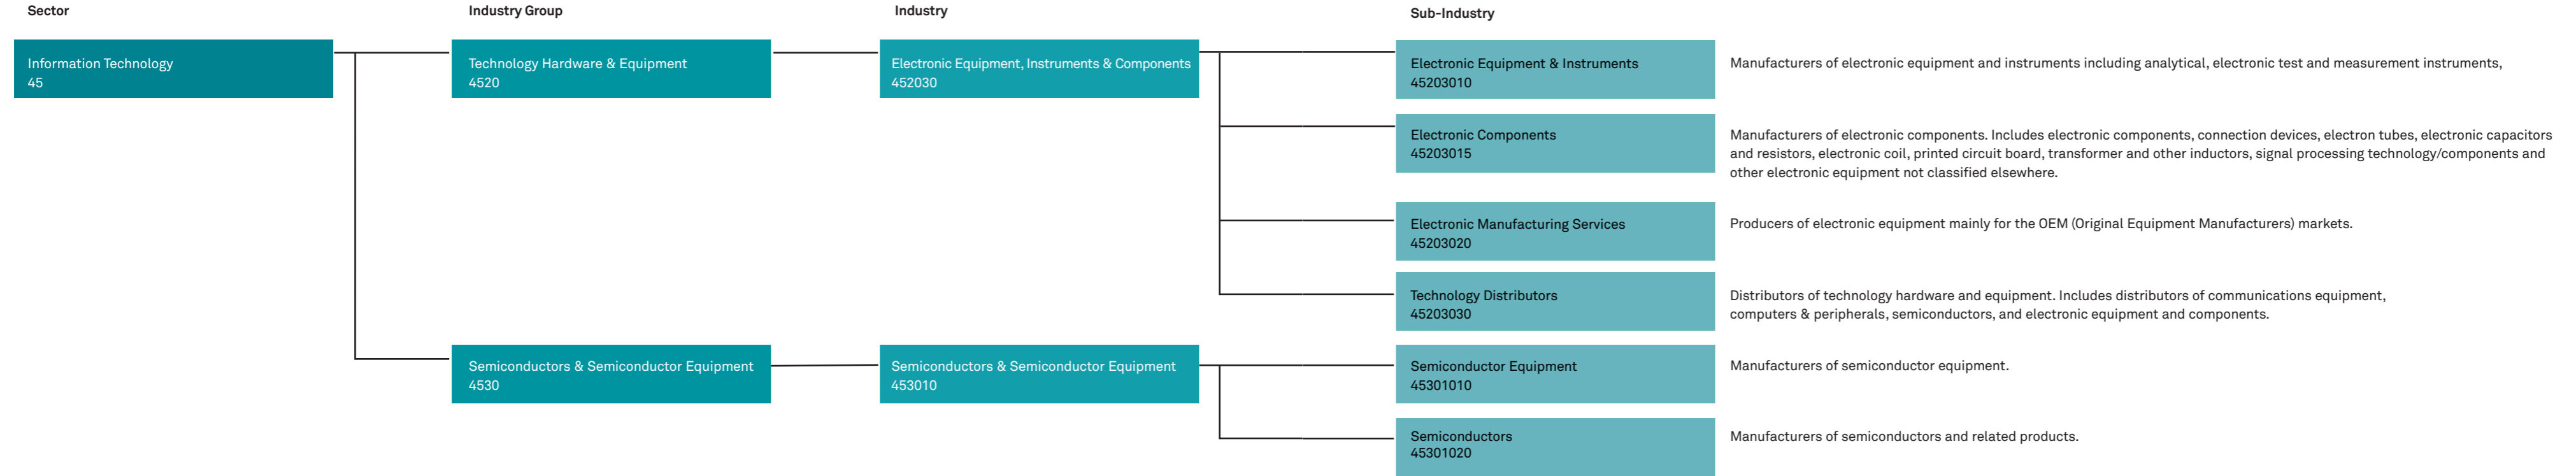 Sector
Industry Group
Industry
Sub-Industry
Information Technology
45
Technology Hardware & Equipment
4520
Electronic Equipment, Instruments & Components
452030
Electronic Equipment & Instruments
45203010
Manufacturers of electronic equipment and instruments including analytical, electronic test and measurement instruments,
Electronic Components
45203015
Manufacturers of electronic components. Includes electronic components, connection devices, electron tubes, electronic capacitors
and resistors, electronic coil, printed circuit board, transformer and other inductors, signal processing technology/components and
other electronic equipment not classified elsewhere.
Electronic Manufacturing Services
45203020
Producers of electronic equipment mainly for the OEM (Original Equipment Manufacturers) markets.
Technology Distributors
45203030
Distributors of technology hardware and equipment. Includes distributors of communications equipment,
computers & peripherals, semiconductors, and electronic equipment and components.
Semiconductors & Semiconductor Equipment
4530
Semiconductors & Semiconductor Equipment
453010
Semiconductor Equipment
45301010
Manufacturers of semiconductor equipment.
Semiconductors
45301020
Manufacturers of semiconductors and related products.